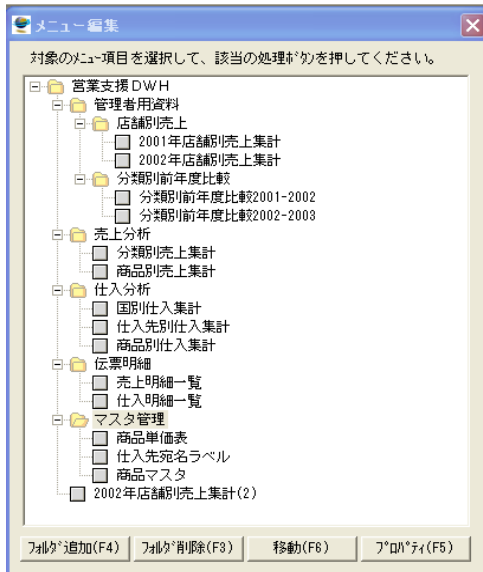 メニュー編集
対象のﾒﾆｭｰ項目を選択して、該当の処理ﾎﾞﾀﾝを押してください。
営業支援DWH
管理者用資料
店舗別売上
2001年店舗別売上集計
2002年店舗別売上集計
分類別前年度比較
分類別前年度比較2001-2002
分類別前年度比較2002-2003
売上分析
分類別売上集計
商品別売上集計
仕入分析
国別仕入集計
仕入先別仕入集計
商品別仕入集計
伝票明細
売上明細一覧
仕入明細一覧
マスタ管理
商品単価表
仕入先宛名ラベル
商品マスタ
2002年店舗別売上集計(2)
ﾌｫﾙﾀﾞ追加(F4) ﾌｫﾙﾀﾞ削除(F3) 移動(F6) ﾌﾟﾛﾊﾟﾃｨ(F5)